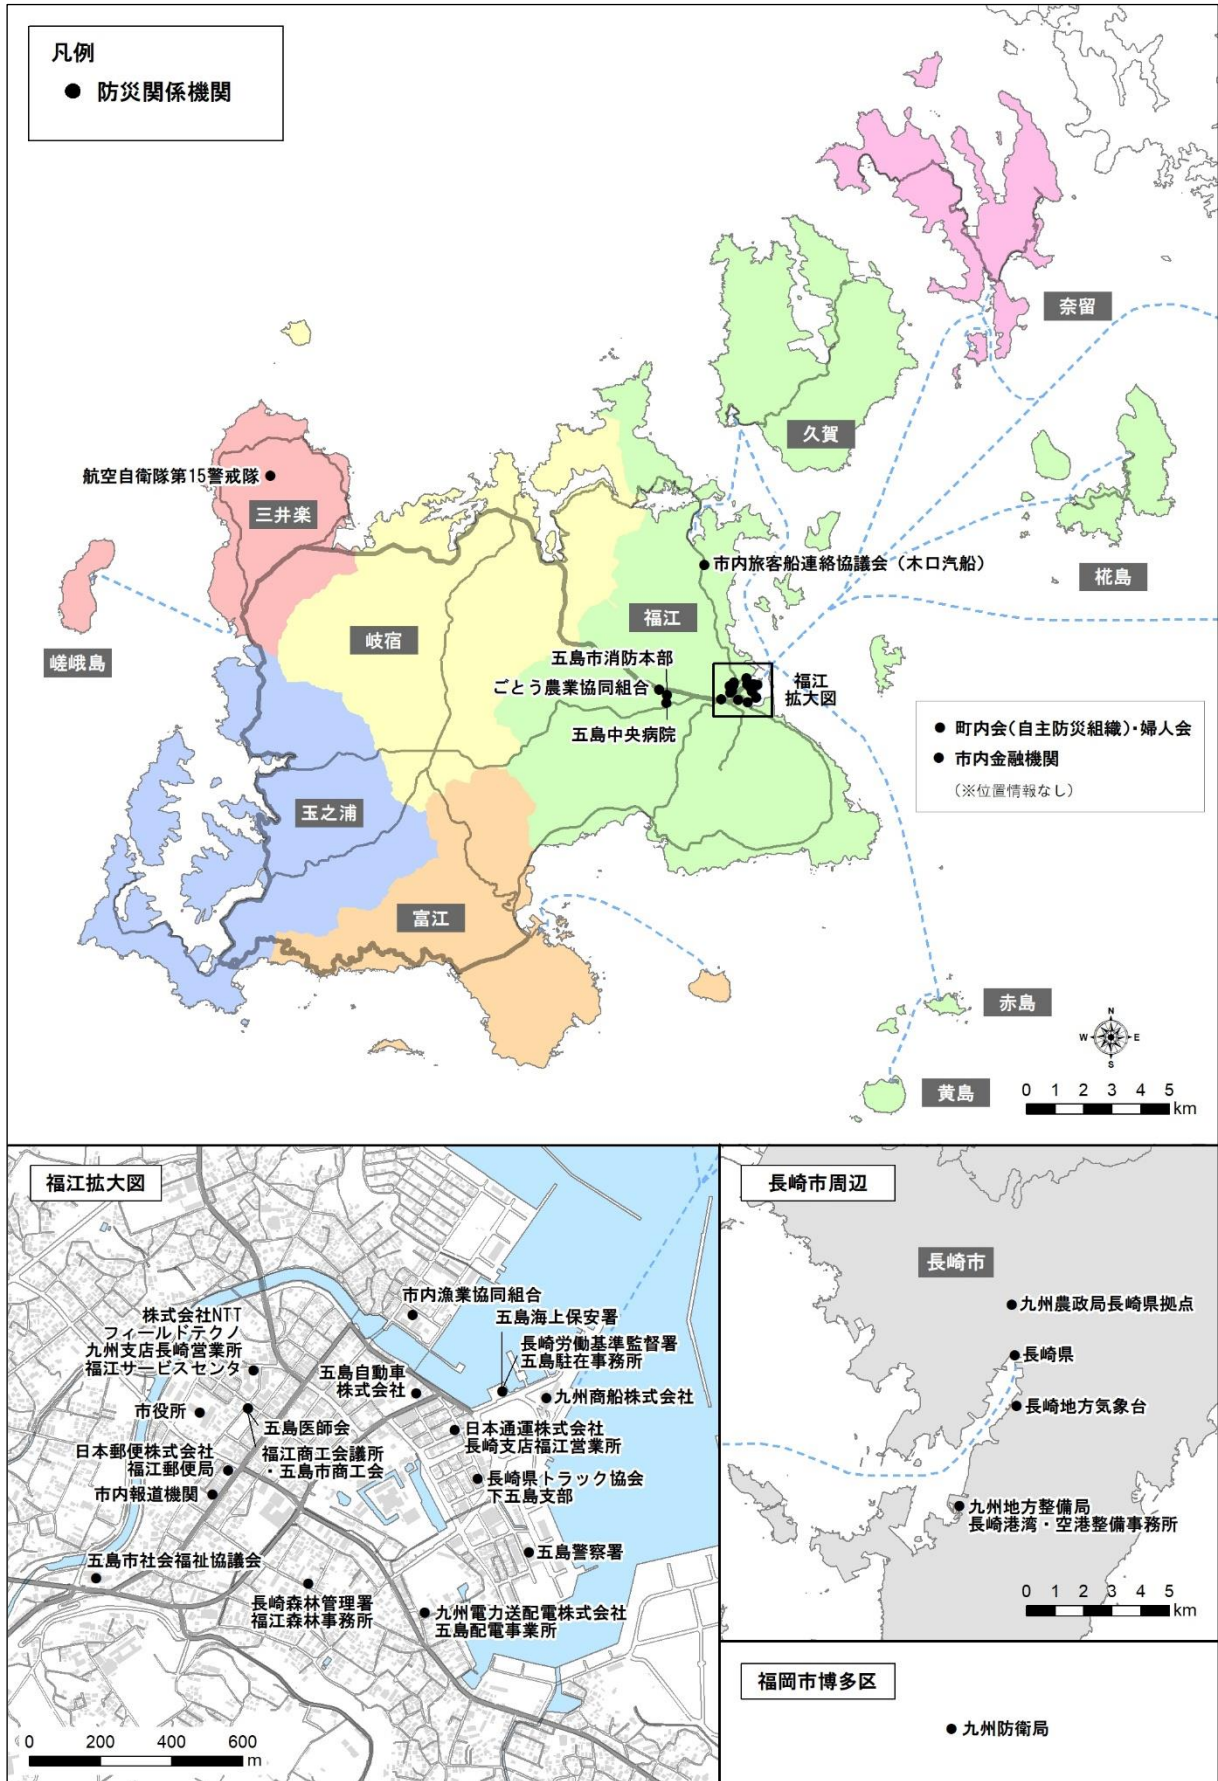 凡例
● 防災関係機関
奈留
久賀
航空自衛隊第15警戒隊
三井楽
市内旅客船連絡協議会（木口汽船）
椛島
嵯峨島
岐宿
福江
五島市消防本部
ごとう農業協同組合
五島中央病院
福江
拡大図
● 町内会(自主防災組織)・婦人会
● 市内金融機関
（※位置情報なし）
玉之浦
富江
赤島
黄島
N
W
E
S
0 1 2 3 4 5
km
福江拡大図
市内漁業協同組合
株式会社NTT
フィールドテクノ
九州支店長崎営業所
福江サービスセンタ
五島海上保安署
長崎労働基準監督署
五島駐在事務所
五島自動車
株式会社
九州商船株式会社
市役所
五島医師会
福江商工会議所
・五島市商工会
日本通運株式会社
長崎支店福江営業所
日本郵便株式会社
福江郵便局
市内報道機関
長崎県トラック協会
下五島支部
五島警察署
五島市社会福祉協議会
長崎森林管理署
福江森林事務所
九州電力送配電株式会社
五島配電事業所
0 200 400 600
m
長崎市周辺
長崎市
九州農政局長崎県拠点
長崎県
長崎地方気象台
九州地方整備局
長崎港湾・空港整備事務所
0 1 2 3 4 5
km
福岡市博多区
九州防衛局